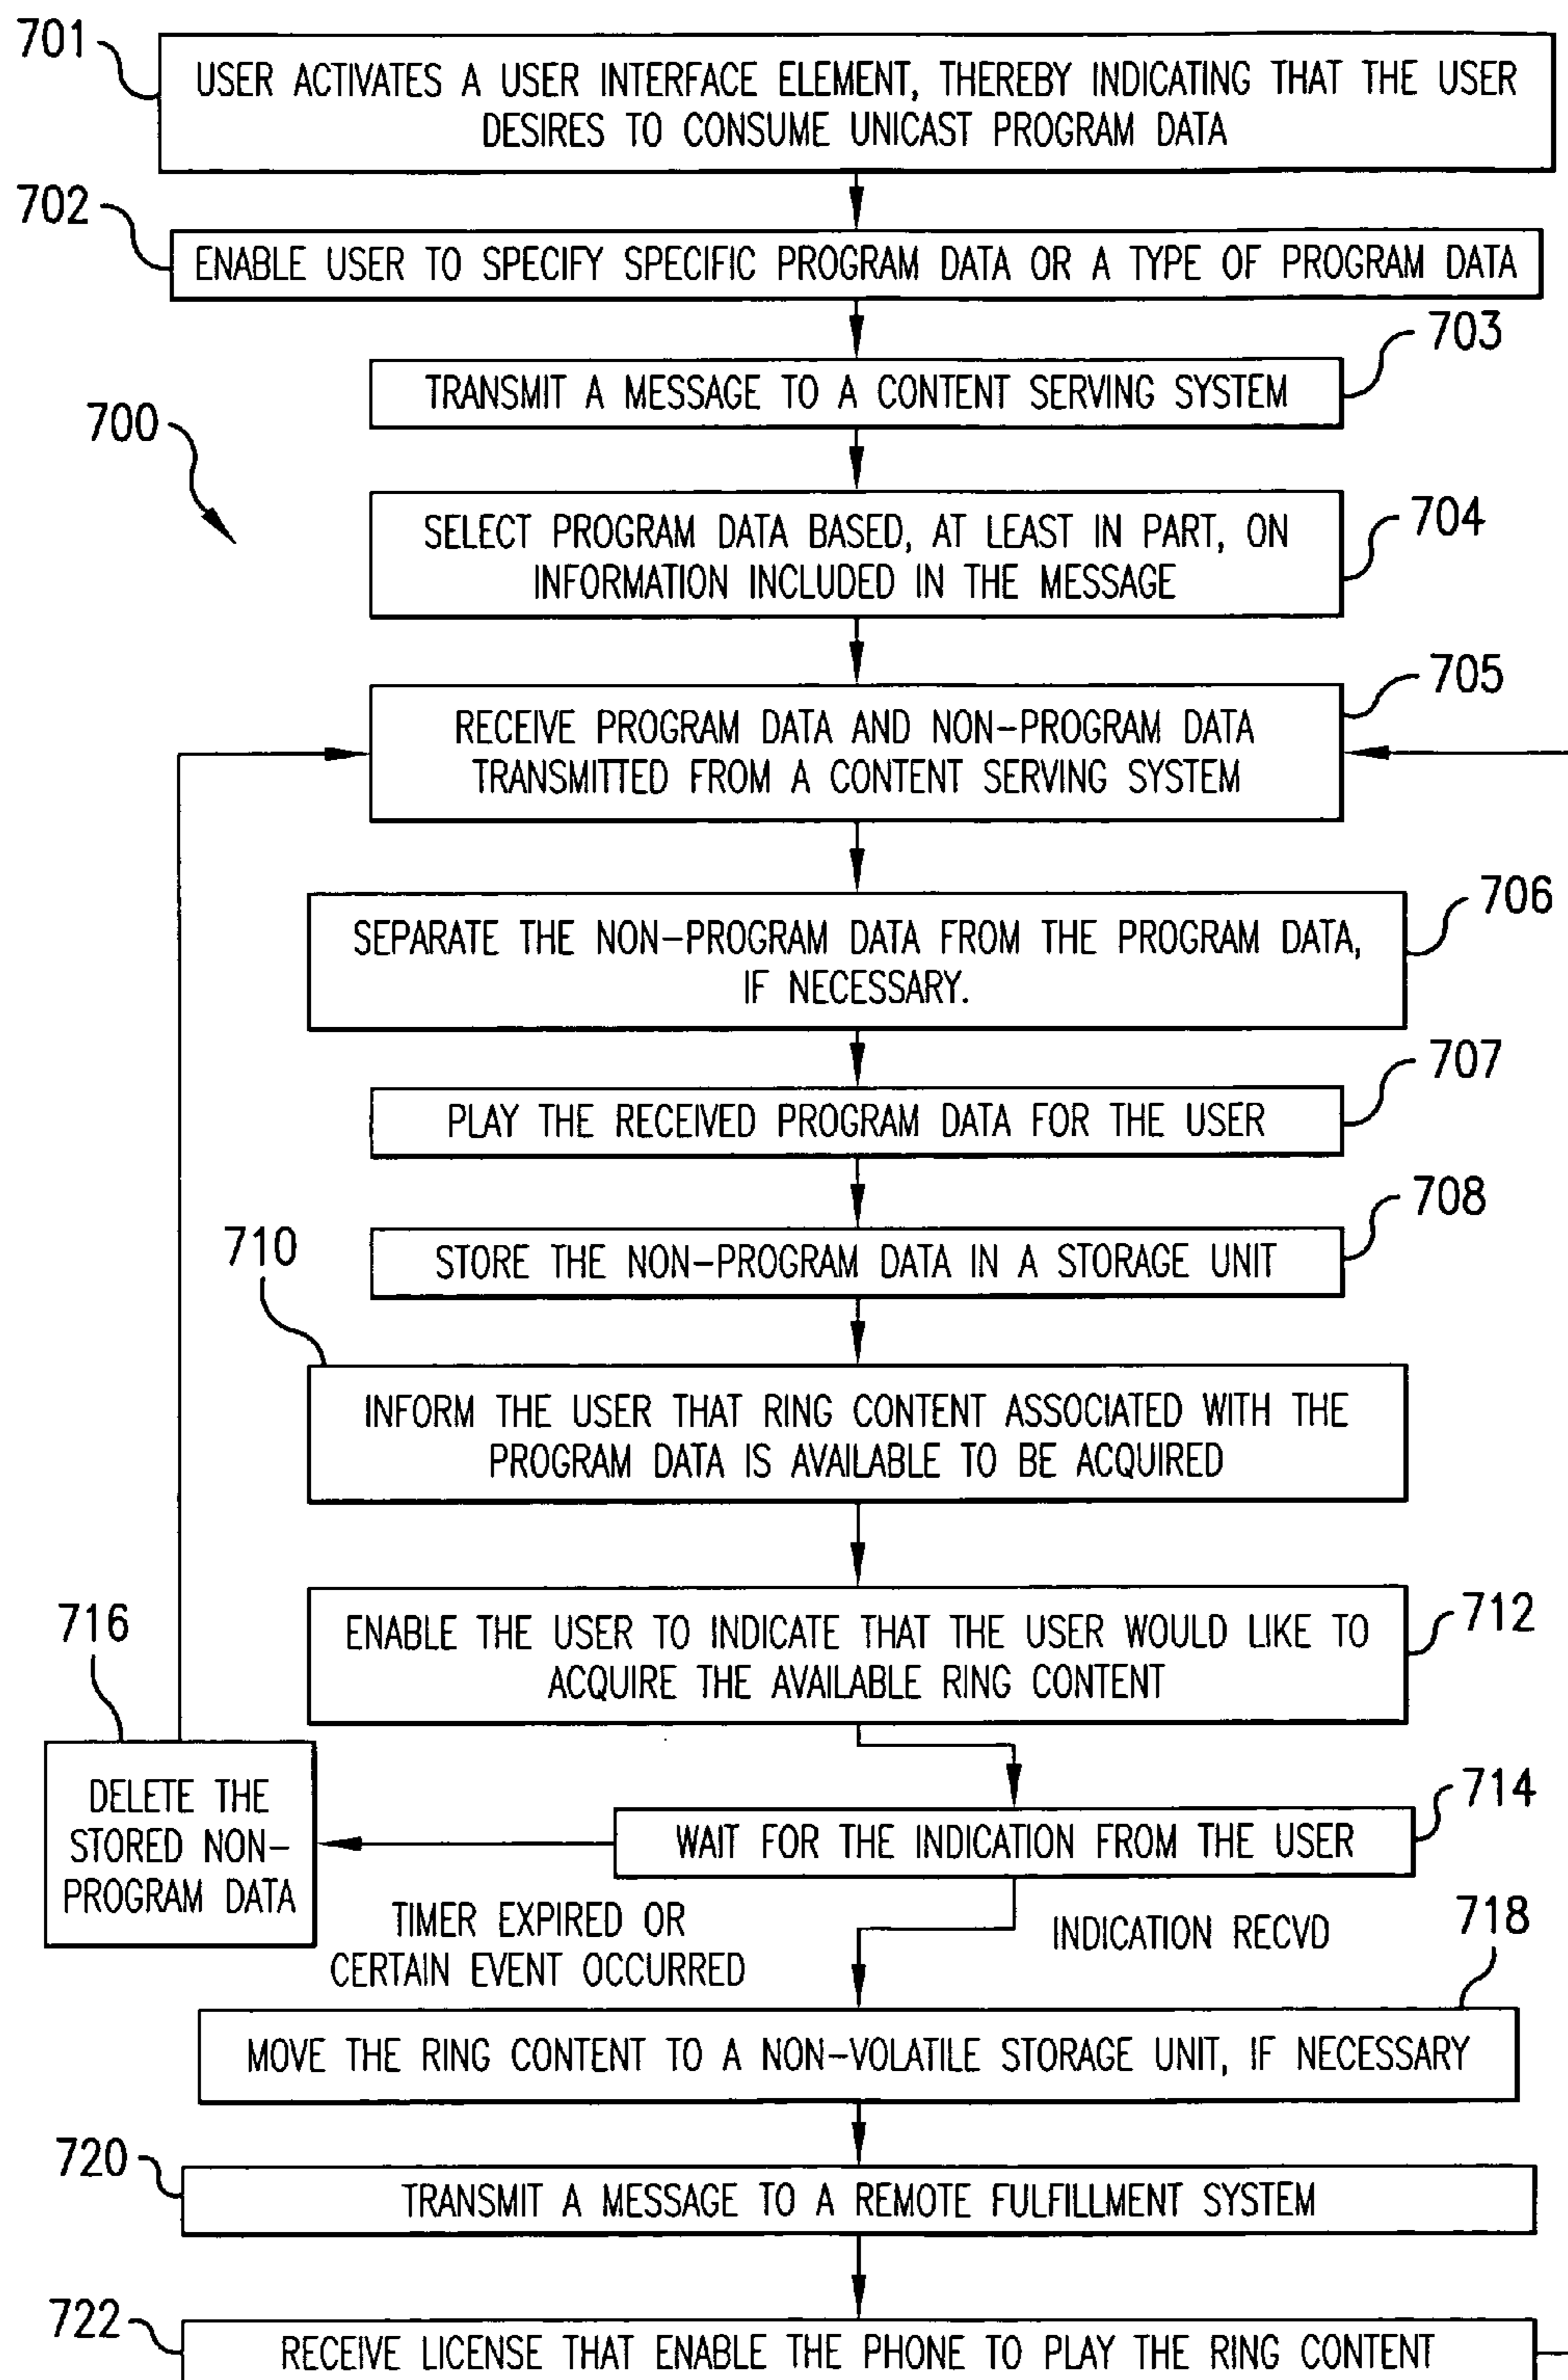 701
USER ACTIVATES A USER INTERFACE ELEMENT, THEREBY INDICATING THAT THE USER
DESIRES TO CONSUME UNICAST PROGRAM DATA
702
ENABLE USER TO SPECIFY SPECIFIC PROGRAM DATA OR A TYPE OF PROGRAM DATA
703
TRANSMIT A MESSAGE TO A CONTENT SERVING SYSTEM
700
704
SELECT PROGRAM DATA BASED, AT LEAST IN PART, ON
INFORMATION INCLUDED IN THE MESSAGE
705
RECEIVE PROGRAM DATA AND NON-PROGRAM DATA
TRANSMITTED FROM A CONTENT SERVING SYSTEM
706
SEPARATE THE NON-PROGRAM DATA FROM THE PROGRAM DATA,
IF NECESSARY.
707
PLAY THE RECEIVED PROGRAM DATA FOR THE USER
708
STORE THE NON-PROGRAM DATA IN A STORAGE UNIT
710
INFORM THE USER THAT RING CONTENT ASSOCIATED WITH THE
PROGRAM DATA IS AVAILABLE TO BE ACQUIRED
712
ENABLE THE USER TO INDICATE THAT THE USER WOULD LIKE TO
ACQUIRE THE AVAILABLE RING CONTENT
716
DELETE THE
STORED NON-
PROGRAM DATA
714
WAIT FOR THE INDICATION FROM THE USER
TIMER EXPIRED OR
CERTAIN EVENT OCCURRED
INDICATION RECVD
718
MOVE THE RING CONTENT TO A NON-VOLATILE STORAGE UNIT, IF NECESSARY
720
TRANSMIT A MESSAGE TO A REMOTE FULFILLMENT SYSTEM
722
RECEIVE LICENSE THAT ENABLE THE PHONE TO PLAY THE RING CONTENT